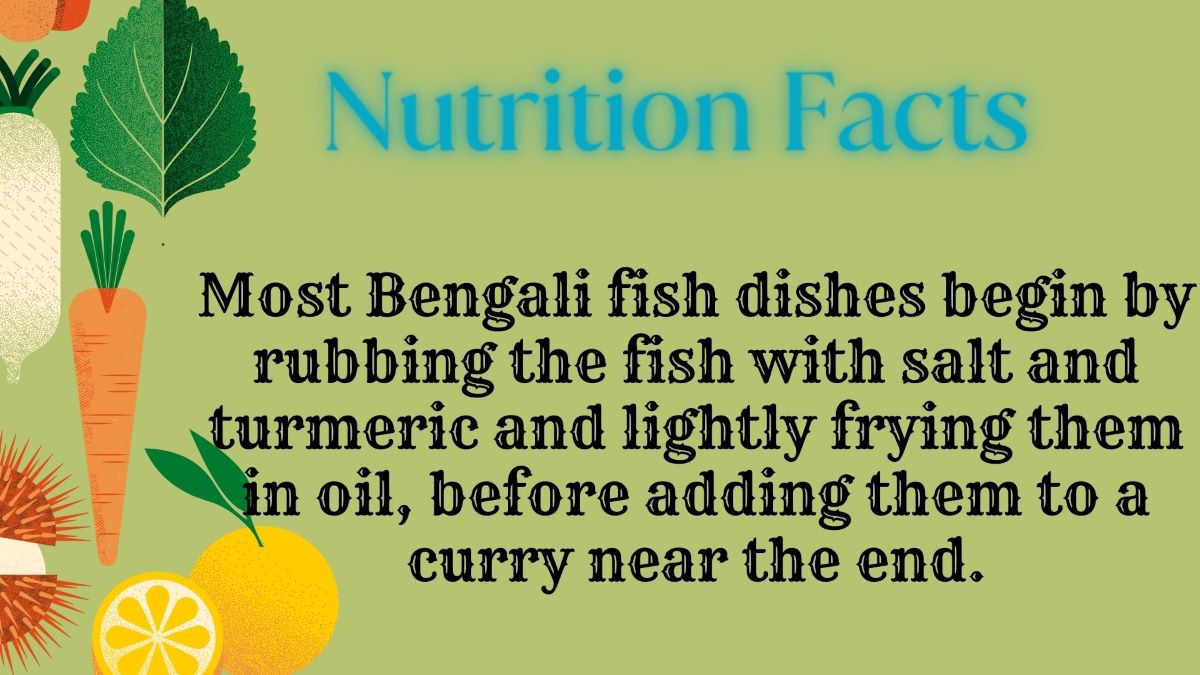 Nutrition Facts
Most Bengali fish dishes begin by
rubbing the fish with salt and
turmeric and lightly frying them
in oil, before adding them to a
curry near the end.